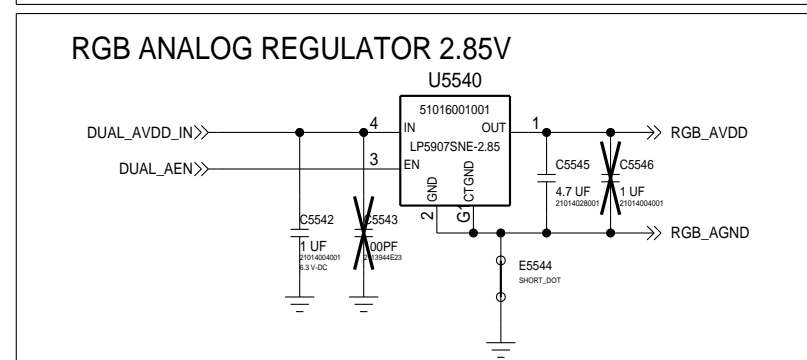 RGB ANALOG REGULATOR 2.85V
U5540
51016001001
DUAL_AVDD_IN
4
IN
OUT
1
RGB_AVDD
LP5907SNE-2.85
DUAL_AEN
3
EN
GND
CTGND
2
G1
C5545
4.7 UF
21014028001
C5546
1 UF
21014004001
C5542
1 UF
21014004001
6.3 V-DC
C5543
00PF
RGB_AGND
E5544
SHORT_DOT